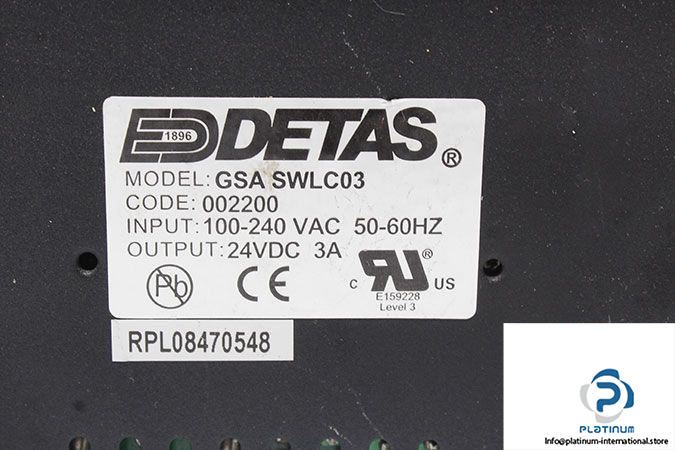 1896 DETAS ®
MODEL: GSA SWLC03
CODE: 002200
INPUT: 100-240 VAC 50-60HZ
OUTPUT: 24VDC 3A
Pb CE c RU ® US
E159228
Level 3
RPL08470548
PLATINUM
Info@platinum-international.store